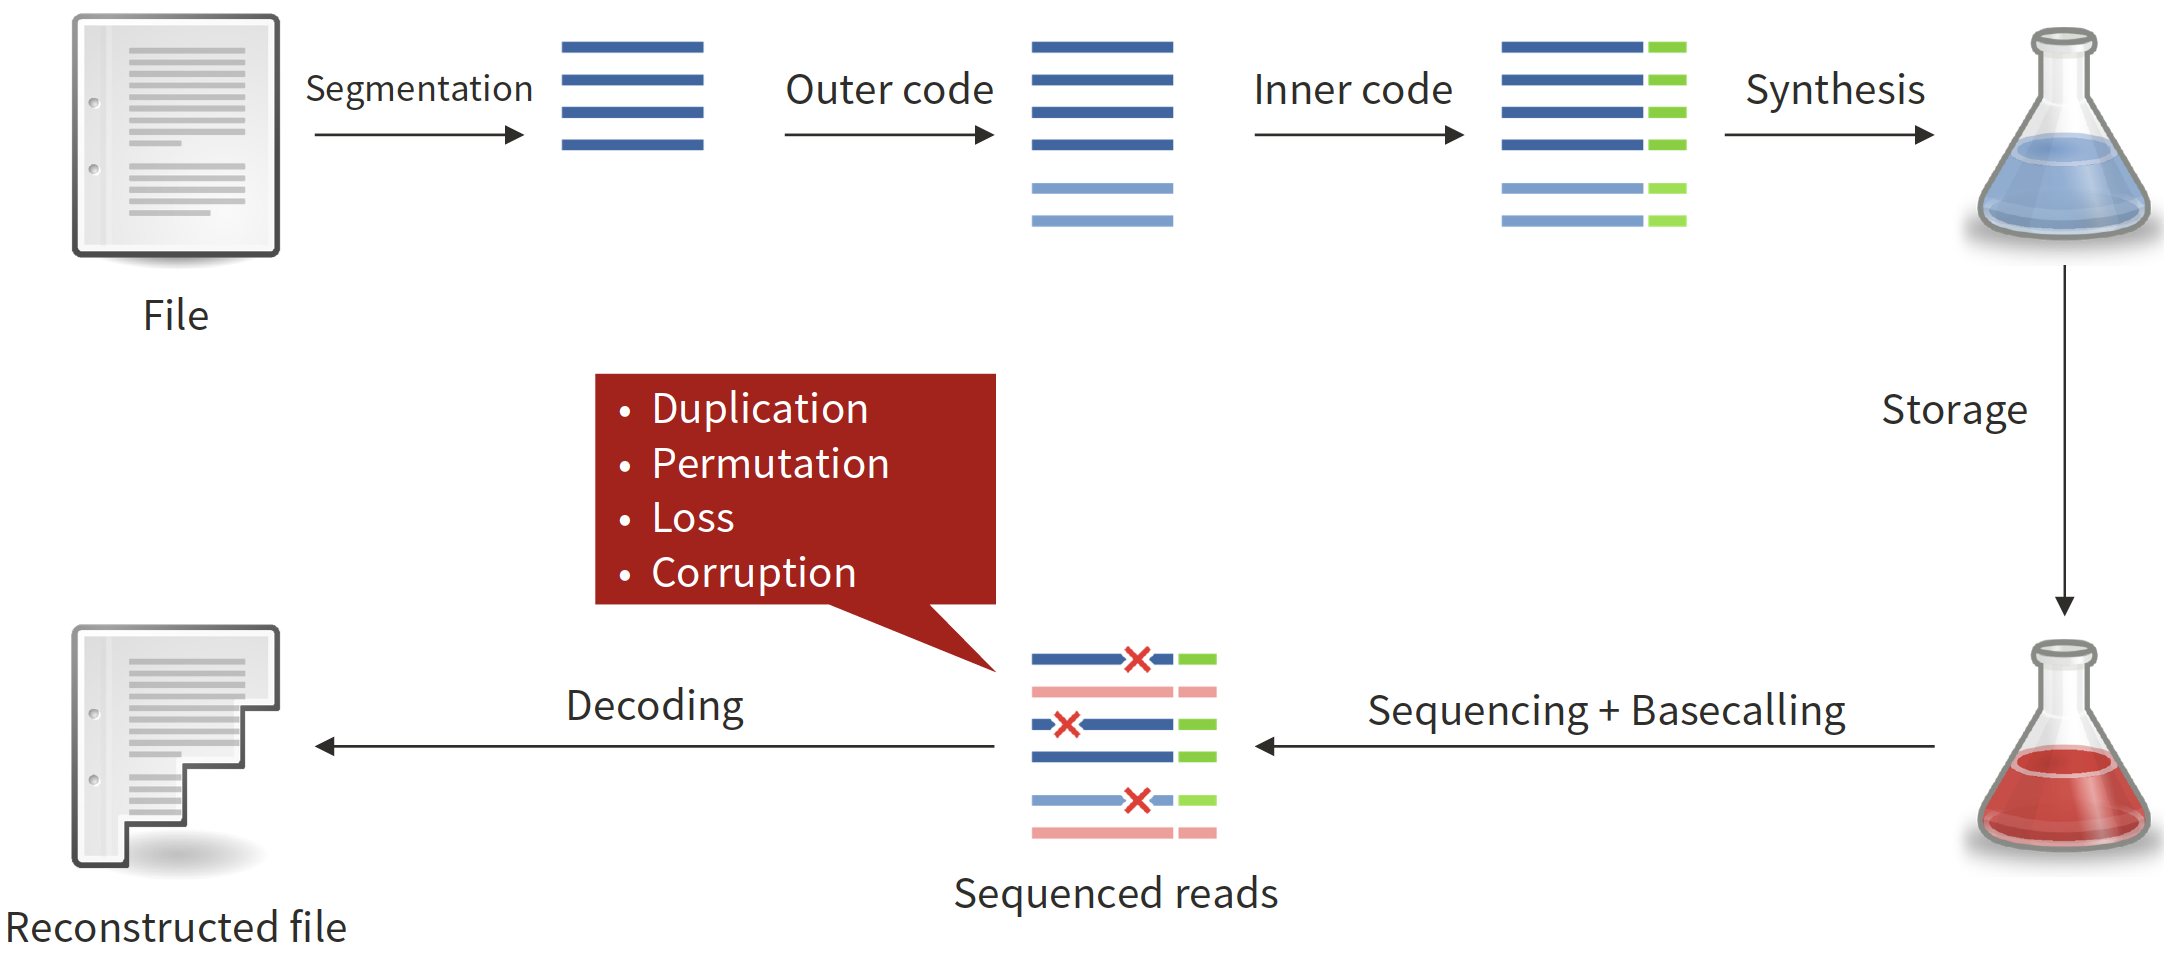 Segmentation
Outer code
Inner code
Synthesis
File
Storage
• Duplication
• Permutation
• Loss
• Corruption
Decoding
Sequencing + Basecalling
Sequenced reads
Reconstructed file